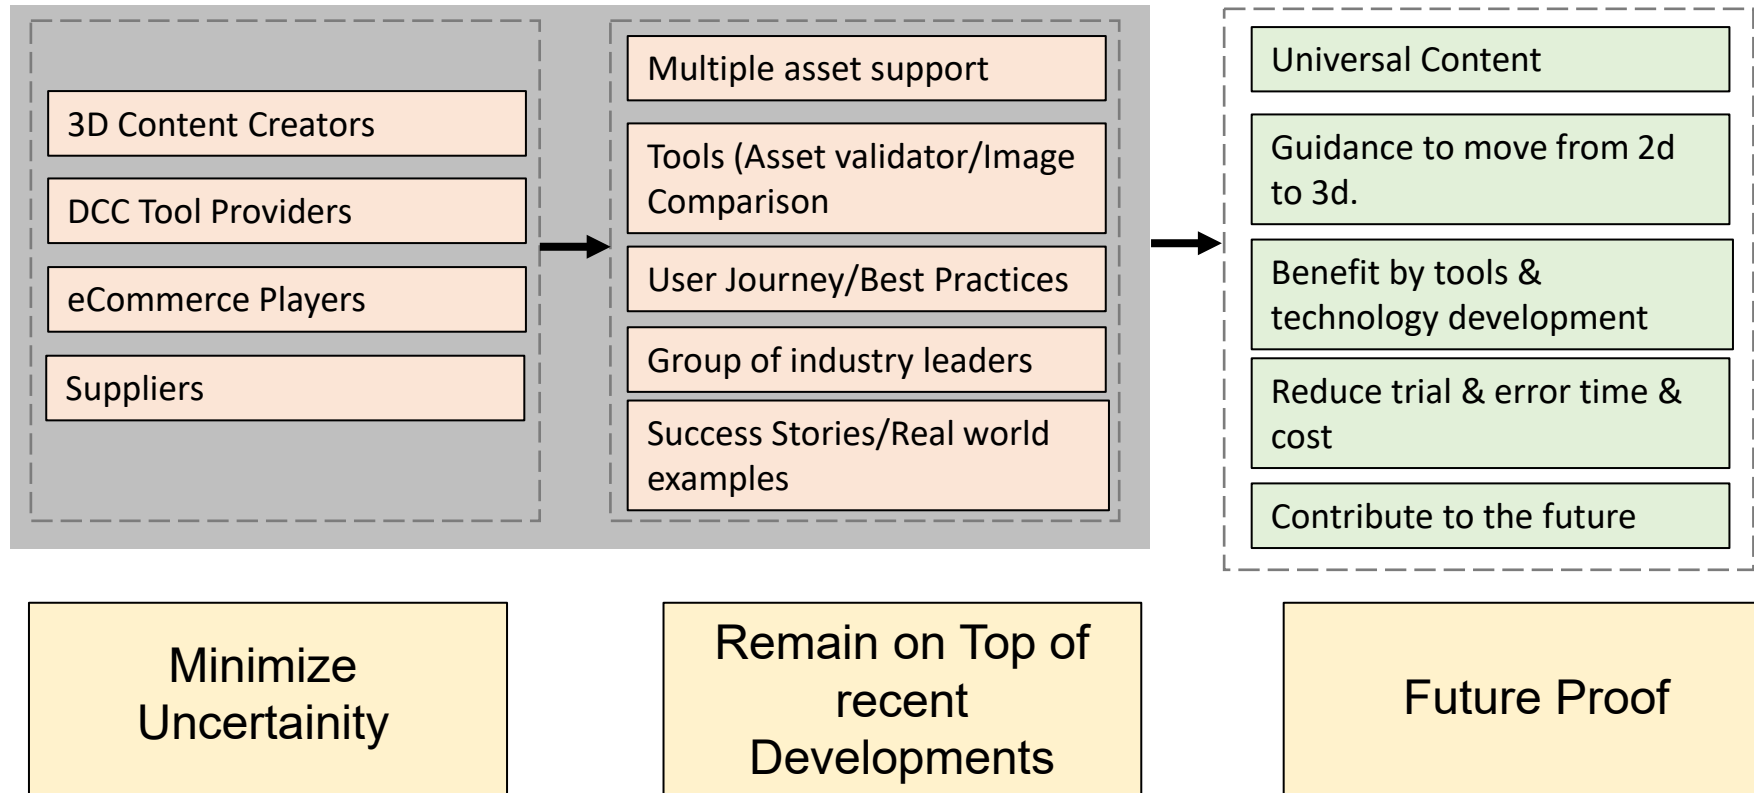 3D Content Creators
DCC Tool Providers
eCommerce Players
Suppliers
Multiple asset support
Tools (Asset validator/Image
Comparison
User Journey/Best Practices
Group of industry leaders
Success Stories/Real world
examples
Universal Content
Guidance to move from 2d
to 3d.
Benefit by tools &
technology development
Reduce trial & error time &
cost
Contribute to the future
Minimize
Uncertainity
Remain on Top of
recent
Developments
Future Proof